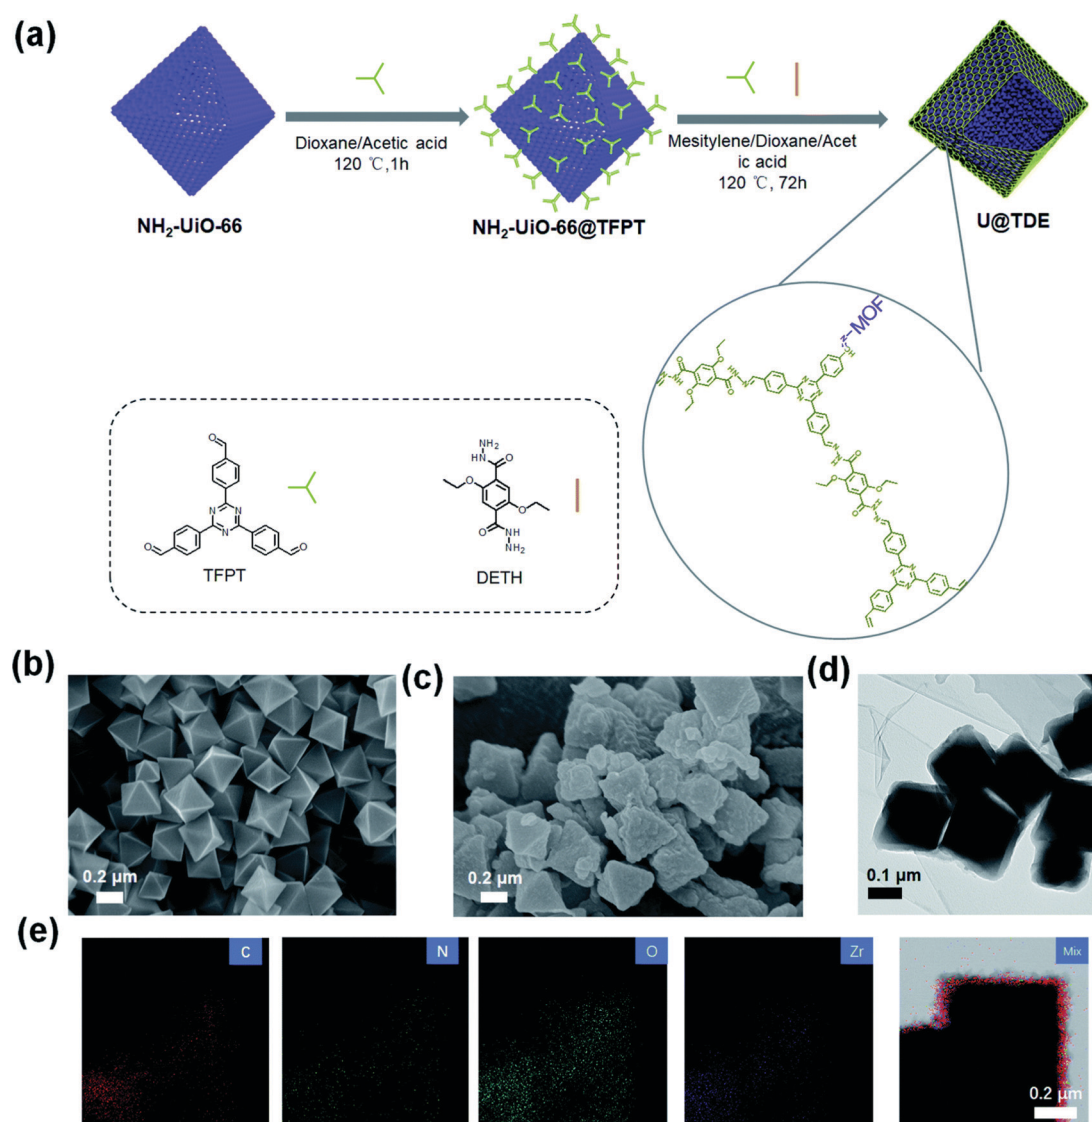 (a)
Dioxane/Acetic acid
120 ℃,1h
Mesitylene/Dioxane/Acet
ic acid
120 ℃, 72h
NH₂-UiO-66
NH₂-UiO-66@TFPT
U@TDE
N-MOF
TFPT
DETH
(b)
(c)
(d)
0.2 µm
0.2 µm
0.1 µm
(e)
C
N
O
Zr
Mix
0.2 µm